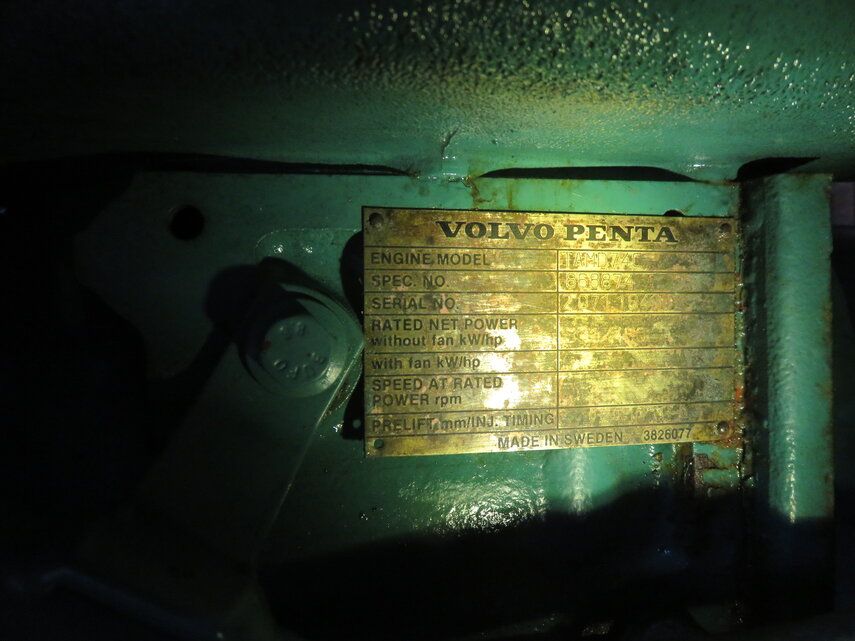 VOLVO PENTA
ENGINE MODEL
SPEC. NO.
SERIAL NO.
RATED NET POWER
without fan kW/hp
with fan kW/hp
SPEED AT RATED
POWER rpm
PRELIFT, mm/INJ. TIMING
MADE IN SWEDEN 3826077